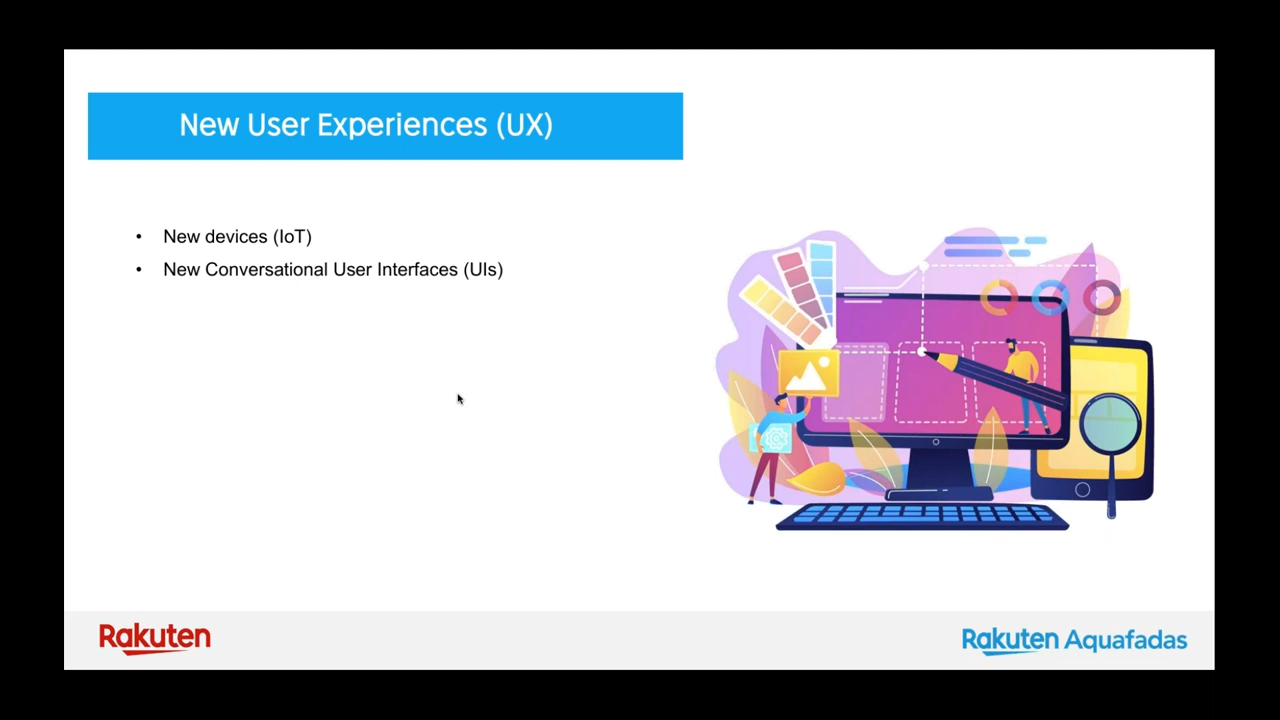 New User Experiences (UX)
• New devices (IoT)
• New Conversational User Interfaces (UIs)
Rakuten
Rakuten Aquafadas